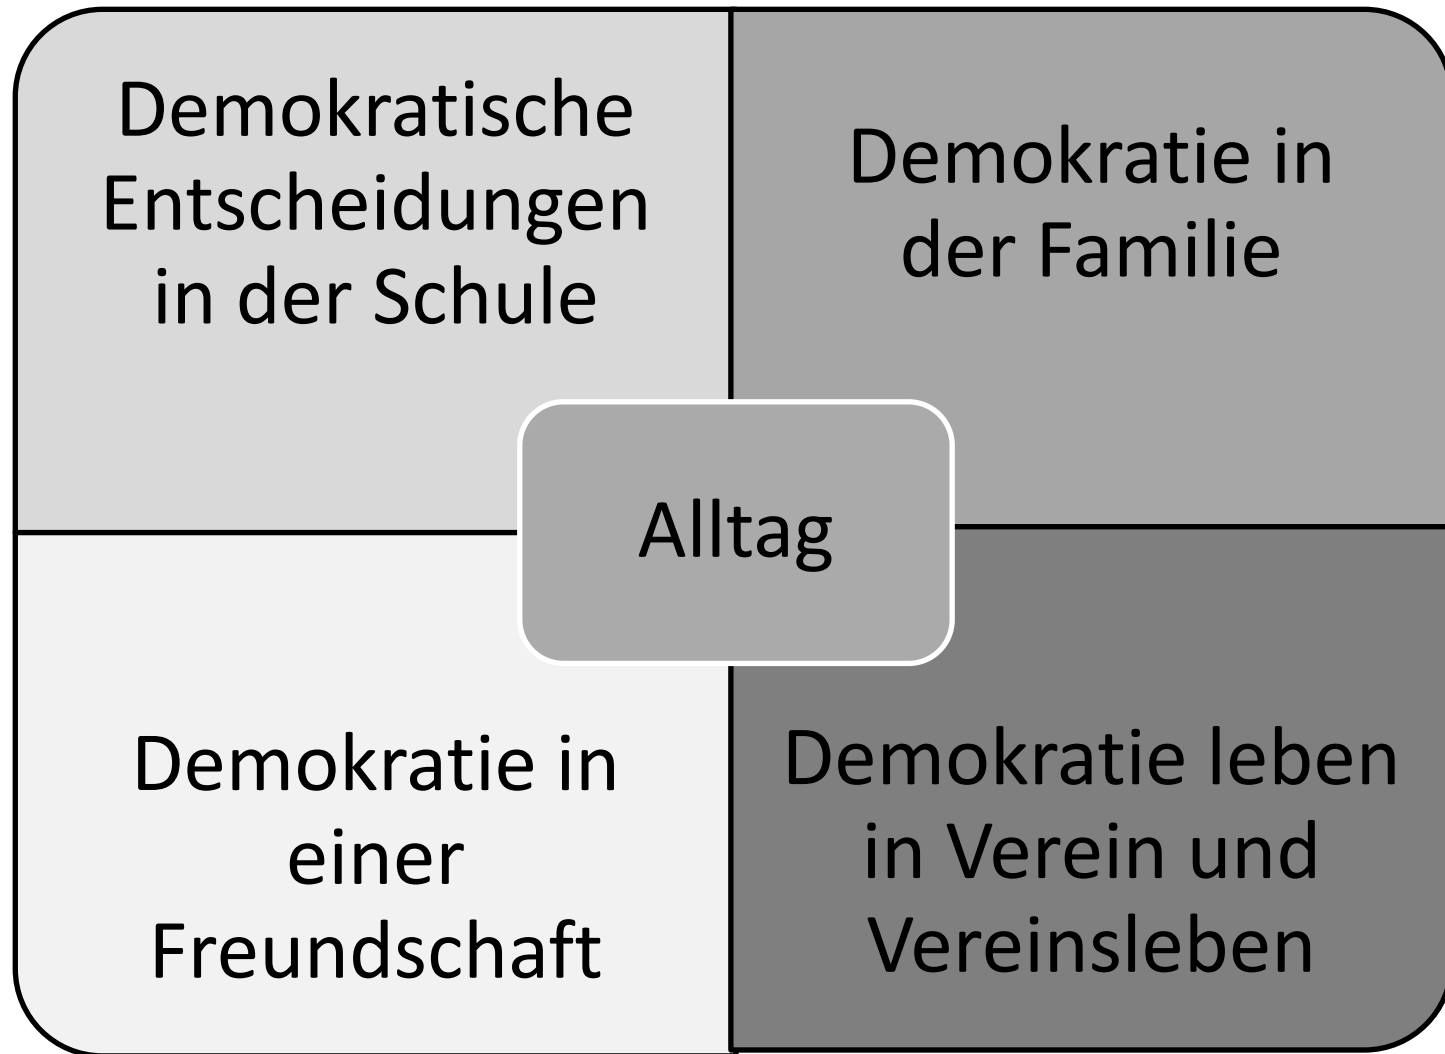 Demokratische
Entscheidungen
in der Schule
Demokratie in
der Familie
Alltag
Demokratie in
einer
Freundschaft
Demokratie leben
in Verein und
Vereinsleben